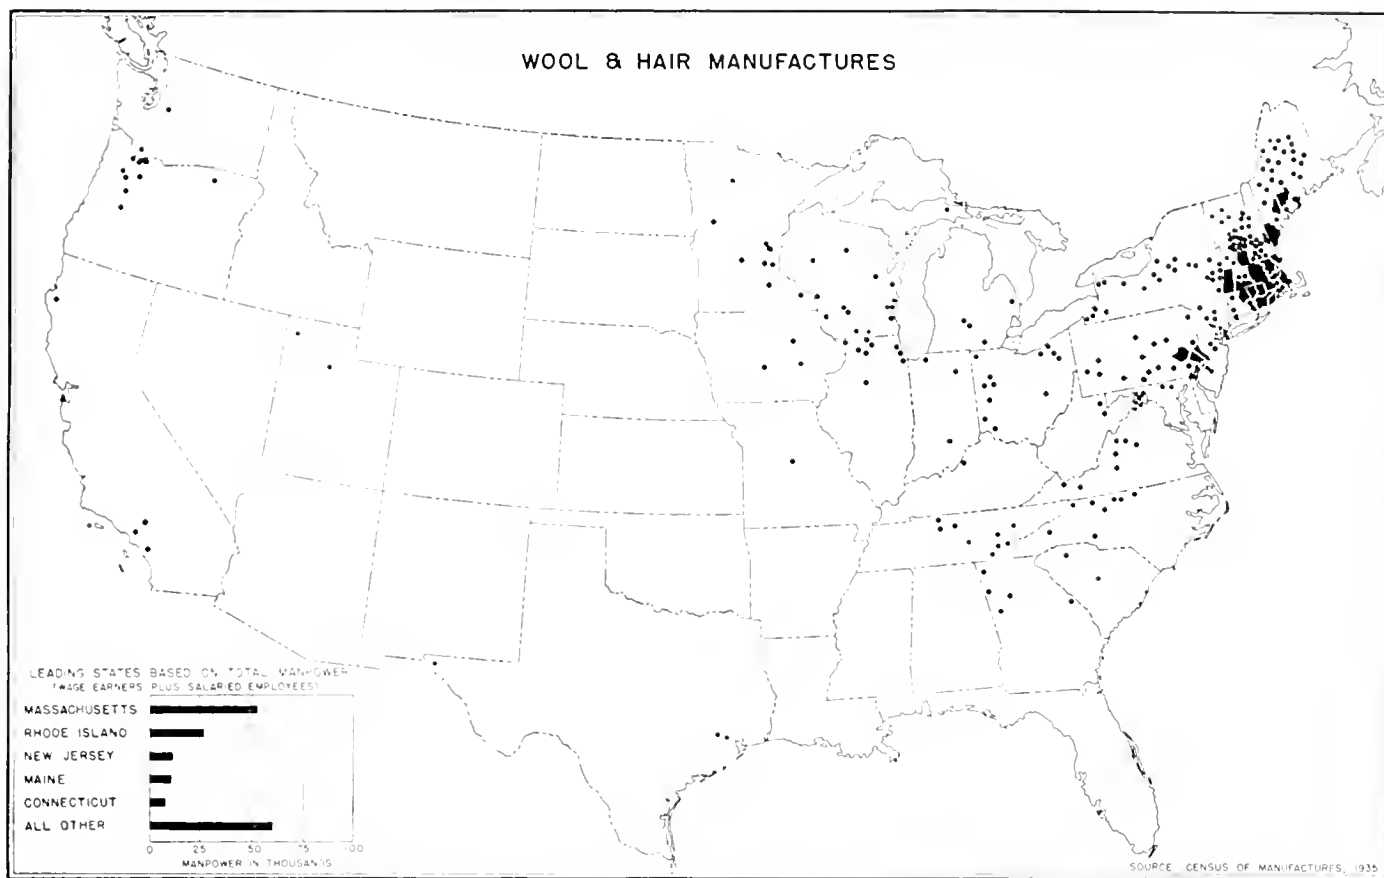 WOOL & HAIR MANUFACTURES
LEADING STATES BASED ON TOTAL MANPOWER
(WAGE EARNERS PLUS SALARIED EMPLOYEES)
MASSACHUSETTS
RHODE ISLAND
NEW JERSEY
MAINE
CONNECTICUT
ALL OTHER
0 25 50 75 100
MANPOWER IN THOUSANDS
SOURCE: CENSUS OF MANUFACTURES, 1935